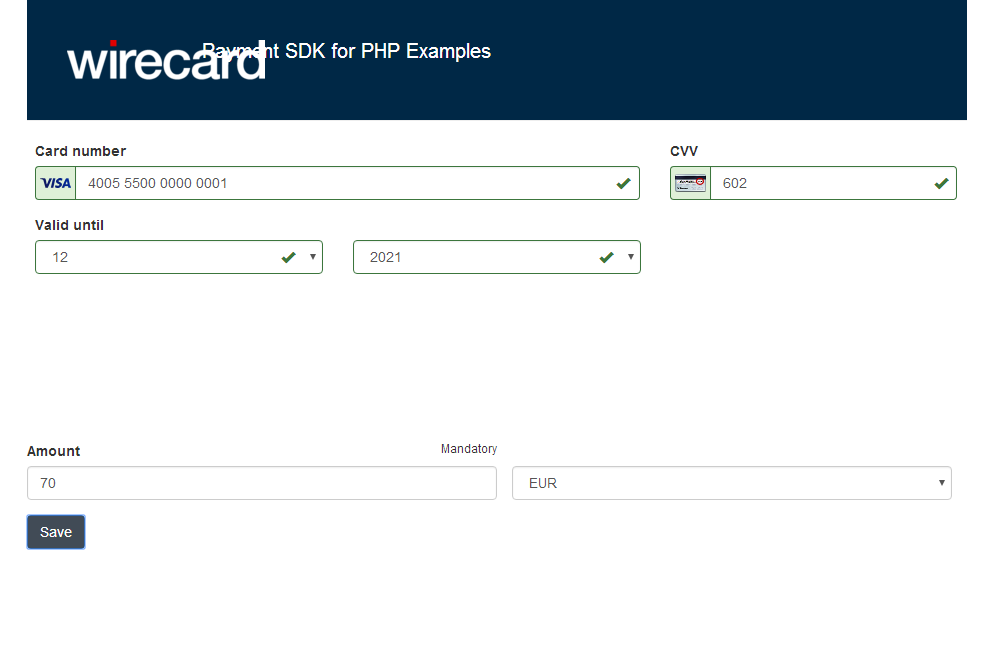 wirecard
Payment SDK for PHP Examples
Card number
CVV
VISA
4005 5500 0000 0001
602
Valid until
12
2021
Amount
Mandatory
70
EUR
Save